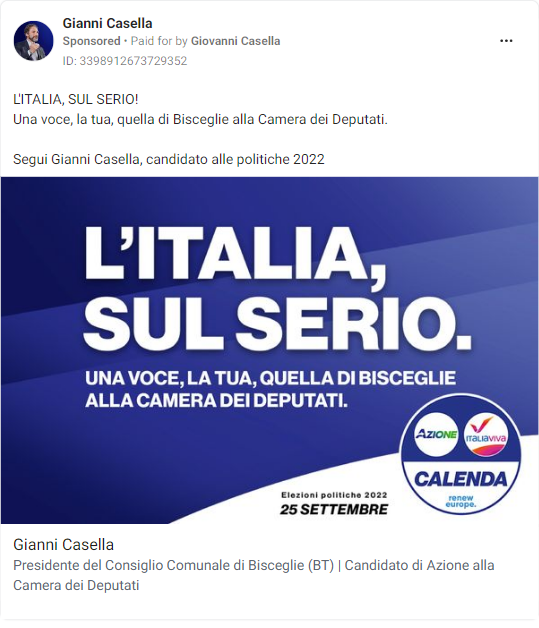 Gianni Casella
Sponsored • Paid for by Giovanni Casella
ID: 3398912673729352
L'ITALIA, SUL SERIO!
Una voce, la tua, quella di Bisceglie alla Camera dei Deputati.
Segui Gianni Casella, candidato alle politiche 2022
L'ITALIA,
SUL SERIO.
UNA VOCE, LA TUA, QUELLA DI BISCEGLIE
ALLA CAMERA DEI DEPUTATI.
AZIONE
ITALIAVIVA
CALENDA
renew
europe.
Elezioni politiche 2022
25 SETTEMBRE
Gianni Casella
Presidente del Consiglio Comunale di Bisceglie (BT) | Candidato di Azione alla
Camera dei Deputati